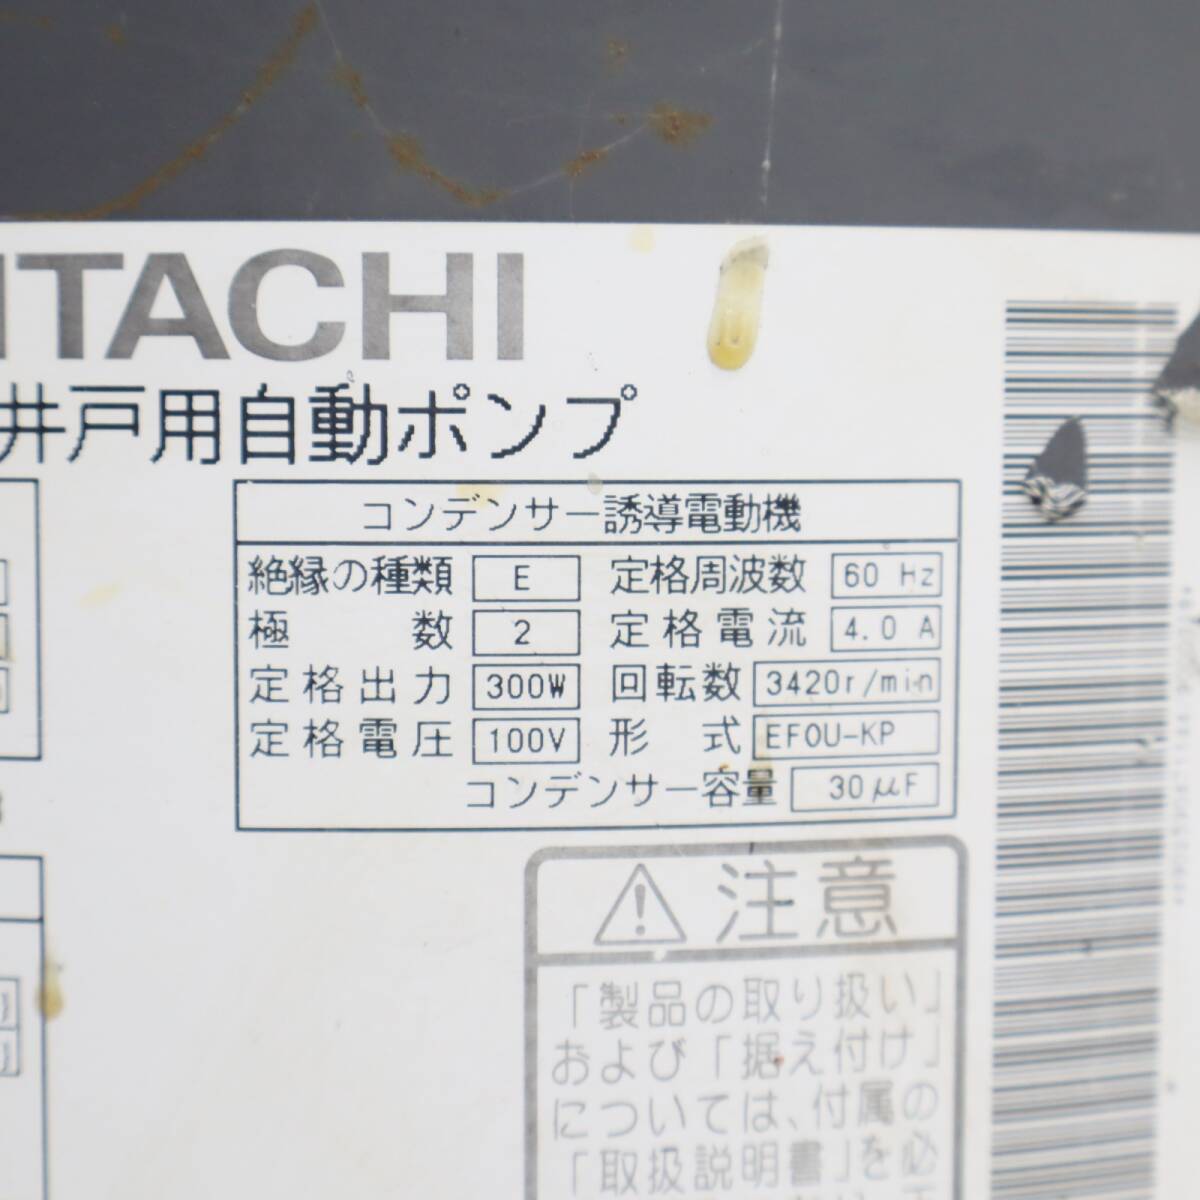 HITACHI
井戸用自動ポンプ
コンデンサー誘導電動機
絶縁の種類 E 定格周波数 60 Hz
極数 2 定格電流 4.0 A
定格出力 300W 回転数 3420r/min
定格電圧 100V 形式 EFOU-KP
コンデンサー容量 30μF
注意
「製品の取り扱い」
および「据え付け」
については、付属の
「取扱説明書」を必